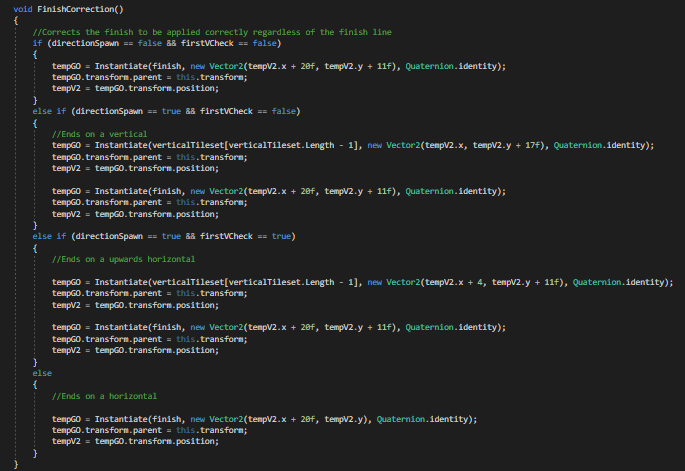 void FinishCorrection()
{
//Corrects the finish to be applied correctly regardless of the finish line
if (directionSpawn == false && firstVCheck == false)
{
tempGO = Instantiate(finish, new Vector2(tempV2.x + 20f, tempV2.y + 11f), Quaternion.identity);
tempGO.transform.parent = this.transform;
tempV2 = tempGO.transform.position;
}
else if (directionSpawn == true && firstVCheck == false)
{
//Ends on a vertical
tempGO = Instantiate(verticalTileset[verticalTileset.Length - 1], new Vector2(tempV2.x, tempV2.y + 17f), Quaternion.identity);
tempGO.transform.parent = this.transform;
tempV2 = tempGO.transform.position;
tempGO = Instantiate(finish, new Vector2(tempV2.x + 20f, tempV2.y + 11f), Quaternion.identity);
tempGO.transform.parent = this.transform;
tempV2 = tempGO.transform.position;
}
else if (directionSpawn == true && firstVCheck == true)
{
//Ends on a upwards horizontal
tempGO = Instantiate(verticalTileset[verticalTileset.Length - 1], new Vector2(tempV2.x + 4, tempV2.y + 11f), Quaternion.identity);
tempGO.transform.parent = this.transform;
tempV2 = tempGO.transform.position;
tempGO = Instantiate(finish, new Vector2(tempV2.x + 20f, tempV2.y + 11f), Quaternion.identity);
tempGO.transform.parent = this.transform;
tempV2 = tempGO.transform.position;
}
else
{
//Ends on a horizontal
tempGO = Instantiate(finish, new Vector2(tempV2.x + 20f, tempV2.y), Quaternion.identity);
tempGO.transform.parent = this.transform;
tempV2 = tempGO.transform.position;
}
}